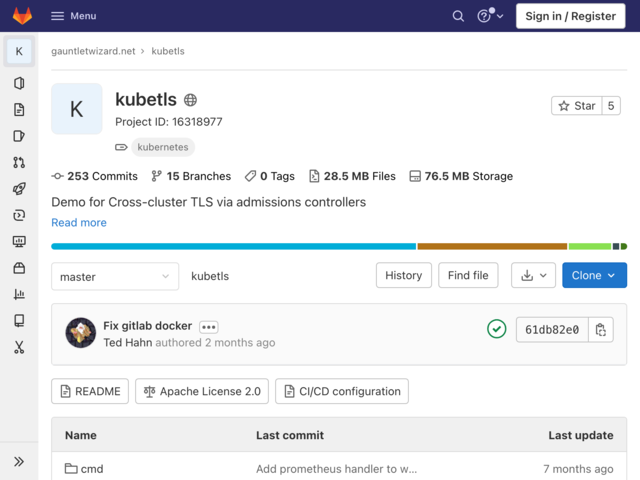 Menu
Sign in / Register
K
gauntletwizard.net › kubetls
K
kubetls
Project ID: 16318977
Star 5
kubernetes
253 Commits 15 Branches 0 Tags 28.5 MB Files 76.5 MB Storage
Demo for Cross-cluster TLS via admissions controllers
Read more
master kubetls History Find file Clone
Fix gitlab docker
Ted Hahn authored 2 months ago
61db82e0
README Apache License 2.0 CI/CD configuration
Name Last commit Last update
cmd Add prometheus handler to w... 7 months ago